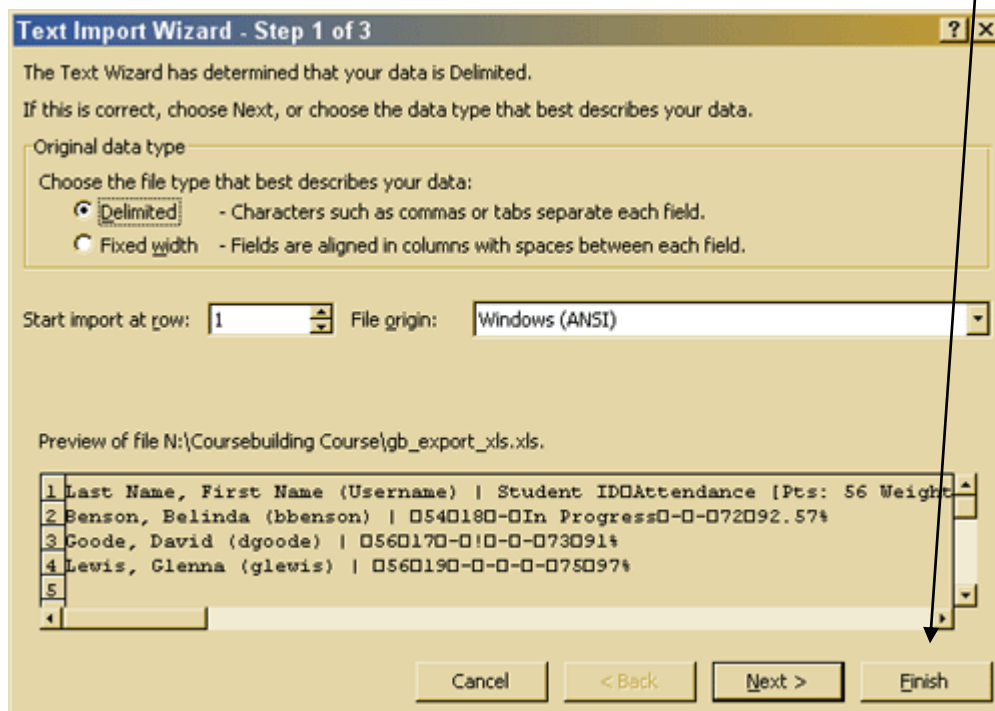 Text Import Wizard - Step 1 of 3
The Text Wizard has determined that your data is Delimited.
If this is correct, choose Next, or choose the data type that best describes your data.
Original data type
Choose the file type that best describes your data:
Delimited - Characters such as commas or tabs separate each field.
Fixed width - Fields are aligned in columns with spaces between each field.
Start import at row: 1 File origin: Windows (ANSI)
Preview of file N:\Coursebuilding Course\gb_export_xls.xls.
1 Last Name, First Name (Username) | Student ID□Attendance [Pts: 56 Weight
2 Benson, Belinda (bbenson) | □54□18□-□In Progress□-□-□72□92.57%
3 Goode, David (dgoode) | □56□17□-□!□-□-□73□91%
4 Lewis, Glenna (glewis) | □56□19□-□-□-□-□75□97%
5
Cancel < Back Next > Finish